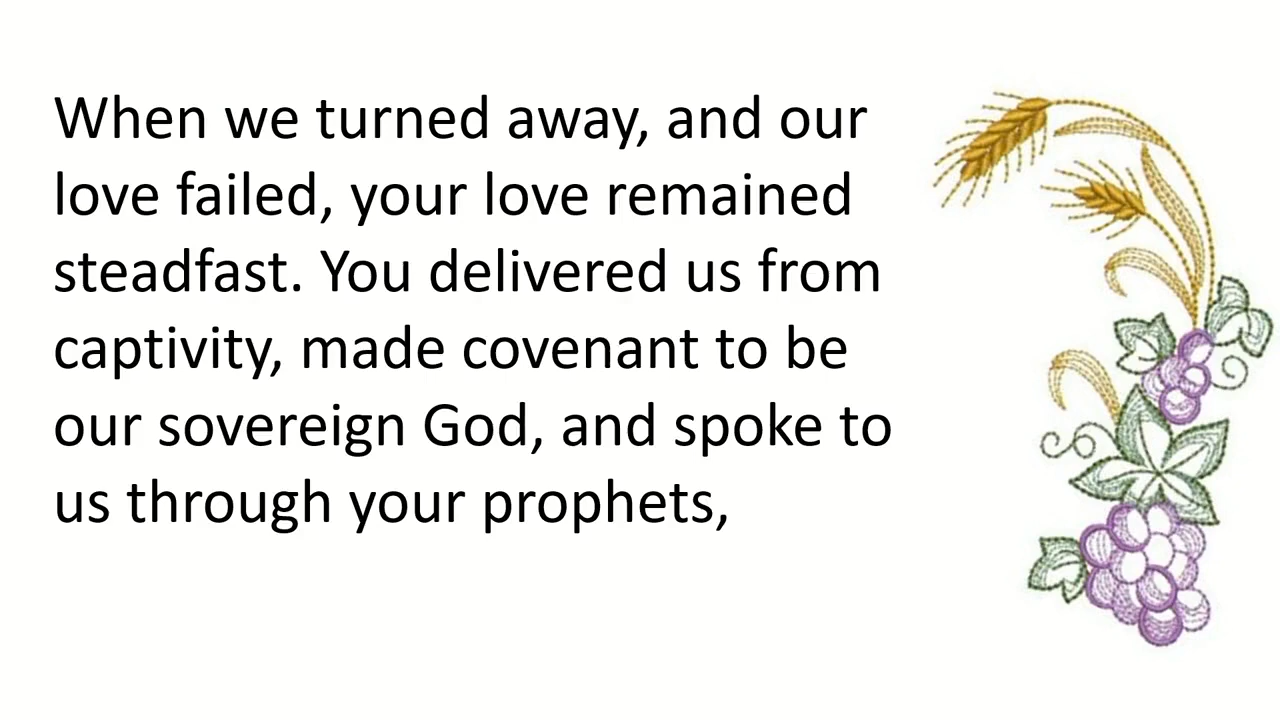 When we turned away, and our
love failed, your love remained
steadfast. You delivered us from
captivity, made covenant to be
our sovereign God, and spoke to
us through your prophets,